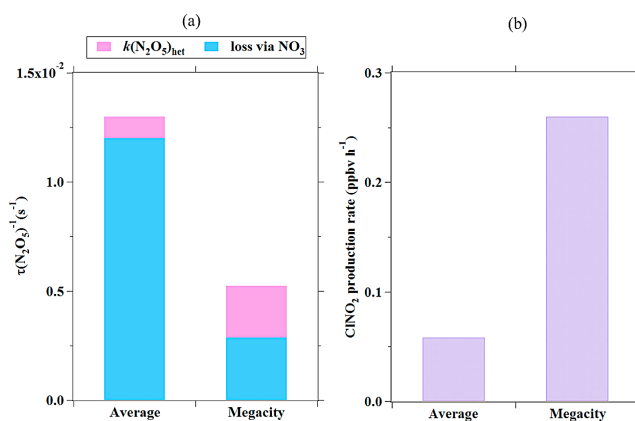 (a)
k(N₂O₅)het loss via NO₃
1.5x10⁻²
1.0
0.5
0.0
τ(N₂O₅)⁻¹(s⁻¹)
Average Megacity
(b)
0.3
0.2
0.1
0.0
ClNO₂ production rate (ppbv h⁻¹)
Average Megacity